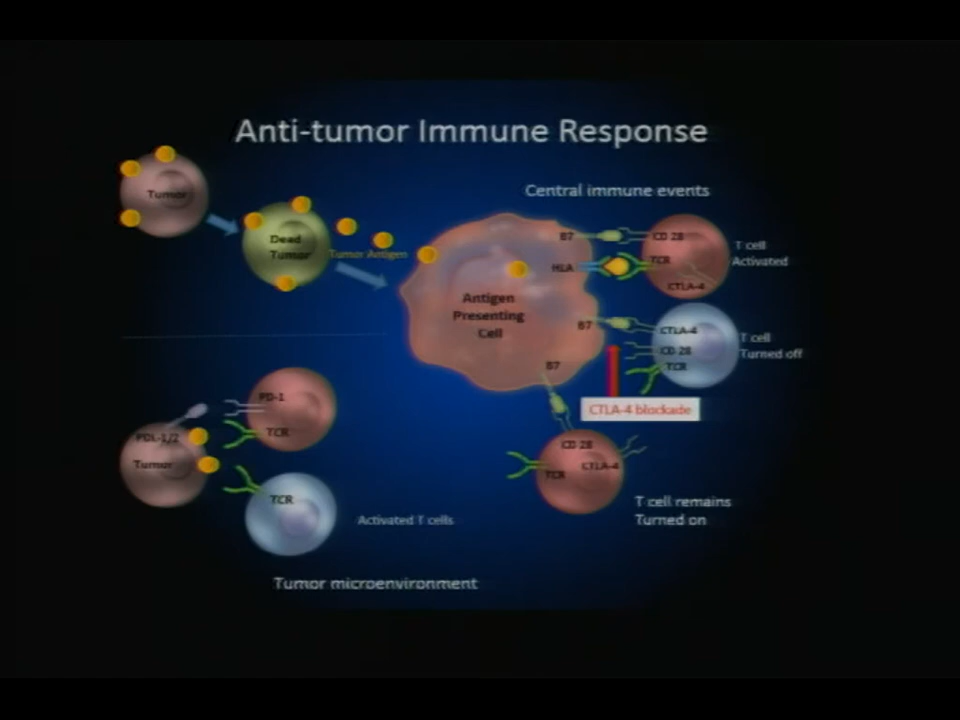 Anti-tumor Immune Response
Central immune events
Tumor
Dead
Tumor
Tumor Antigen
Antigen
Presenting
Cell
B7
HLA
CD 28
TCR
CTLA-4
T cell
Activated
B7
CTLA-4
CD 28
TCR
T cell
Turned off
B7
CTLA-4 blockade
CD 28
CTLA-4
TCR
T cell remains
Turned on
PD-1
TCR
PDL-1/2
Tumor
TCR
Activated T cells
Tumor microenvironment